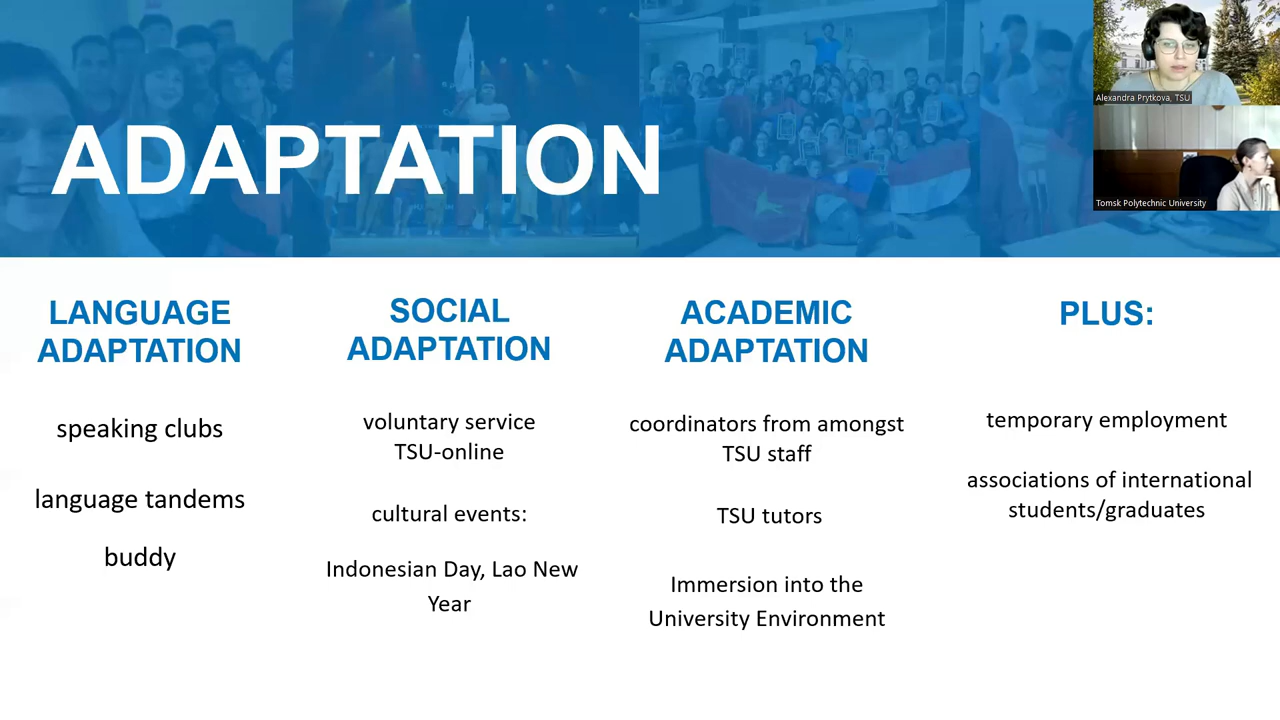 ADAPTATION
Alexandra Prytkova, TSU
Tomsk Polytechnic University
LANGUAGE
ADAPTATION
speaking clubs
language tandems
buddy
SOCIAL
ADAPTATION
voluntary service
TSU-online
cultural events:
Indonesian Day, Lao New
Year
ACADEMIC
ADAPTATION
coordinators from amongst
TSU staff
TSU tutors
Immersion into the
University Environment
PLUS:
temporary employment
associations of international
students/graduates